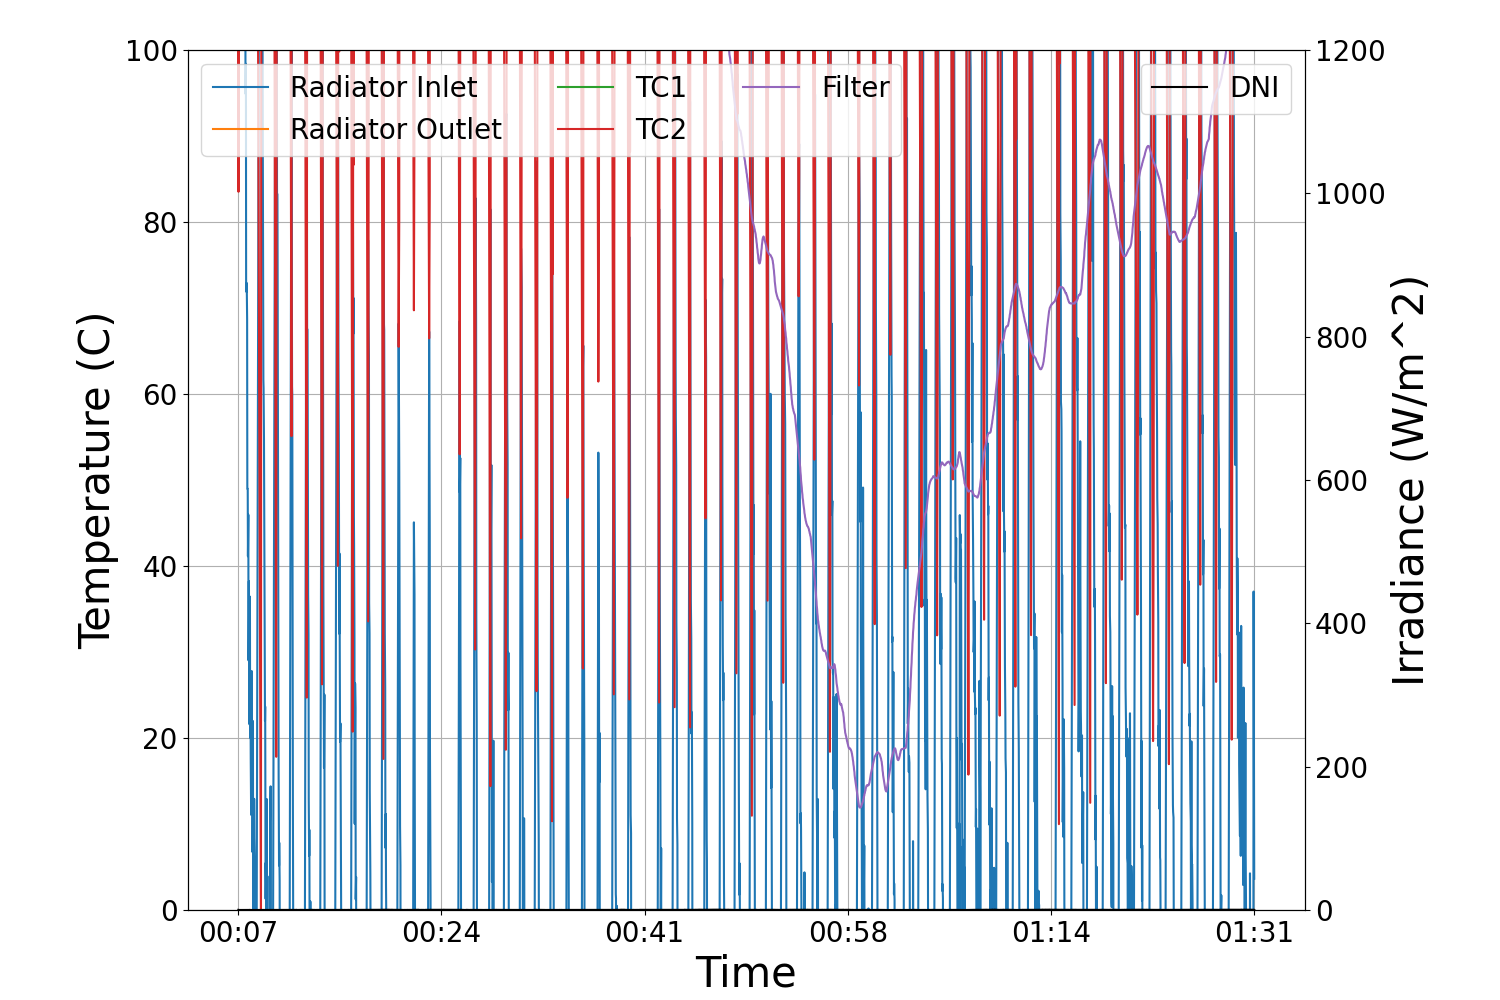 100
80
60
40
20
0
Temperature (C)
Radiator Inlet
Radiator Outlet
TC1
TC2
Filter
DNI
1200
1000
800
600
400
200
0
Irradiance (W/m^2)
00:07 00:24 00:41 00:58 01:14 01:31
Time